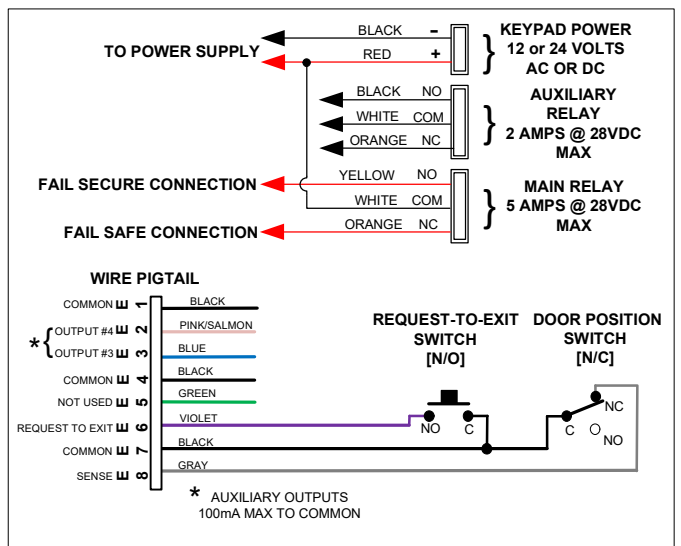 BLACK -
RED +
TO POWER SUPPLY
KEYPAD POWER
12 or 24 VOLTS
AC OR DC
BLACK NO
WHITE COM
ORANGE NC
AUXILIARY
RELAY
2 AMPS @ 28VDC
MAX
YELLOW NO
WHITE COM
ORANGE NC
FAIL SECURE CONNECTION
FAIL SAFE CONNECTION
MAIN RELAY
5 AMPS @ 28VDC
MAX
WIRE PIGTAIL
COMMON E 1 BLACK
* OUTPUT #4 E 2 PINK/SALMON
OUTPUT #3 E 3 BLUE
COMMON E 4 BLACK
NOT USED E 5 GREEN
REQUEST TO EXIT E 6 VIOLET
COMMON E 7 BLACK
SENSE E 8 GRAY
REQUEST-TO-EXIT
SWITCH
[N/O]
NO C
DOOR POSITION
SWITCH
[N/C]
NC
C NO
* AUXILIARY OUTPUTS
100mA MAX TO COMMON